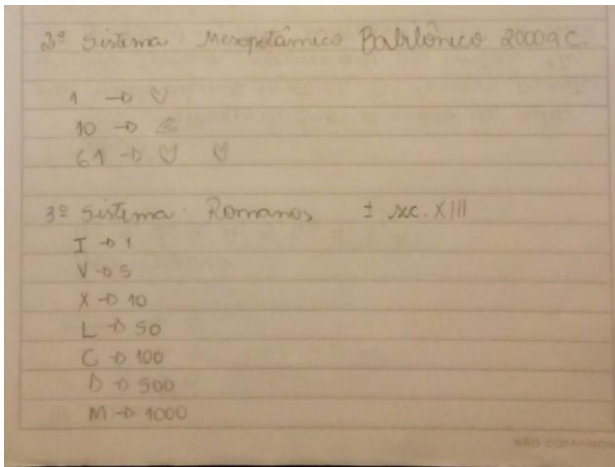 2º Sistema Mesopotâmico Babilônico 2000 a C.
1 → ♡
10 →
61 → ♡ ♡
3º Sistema. Romanos ± sec. XIII
I → 1
V → 5
X → 10
L → 50
C → 100
D → 500
M → 1000